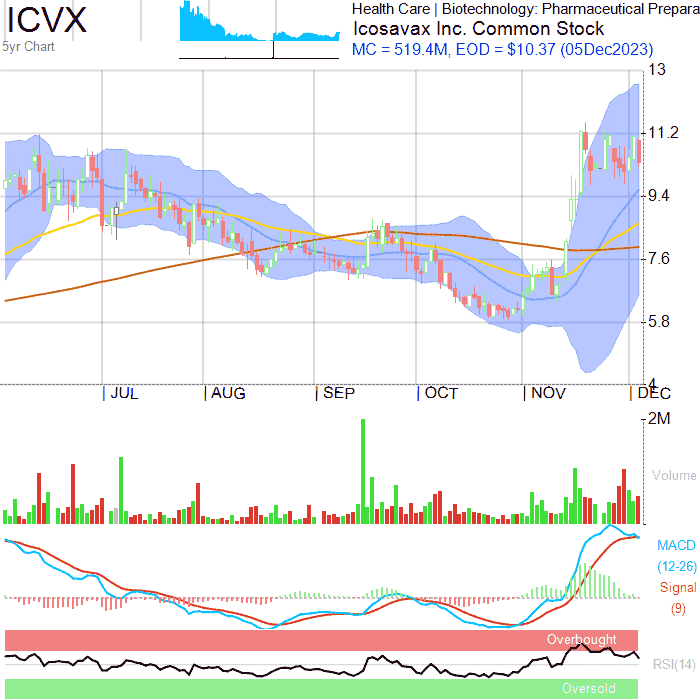 ICVX
5yr Chart
Health Care | Biotechnology: Pharmaceutical Prepara
Icosavax Inc. Common Stock
MC = 519.4M, EOD = $10.37 (05Dec2023)
13
11.2
9.4
7.6
5.8
4
JUL
AUG
SEP
OCT
NOV
DEC
2M
Volume
MACD
(12-26)
Signal
(9)
Overbought
RSI(14)
Oversold